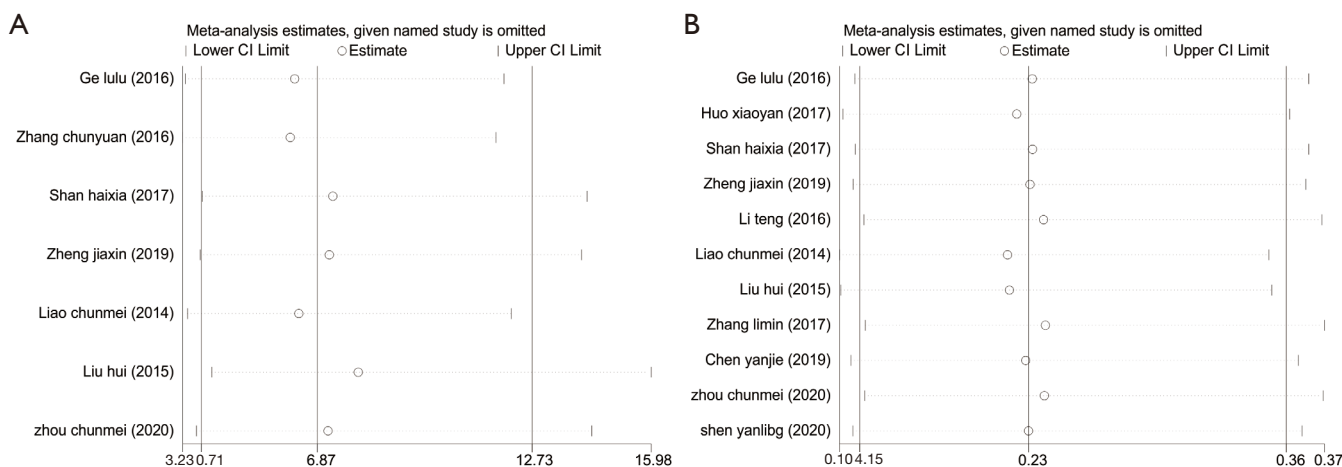 A
Meta-analysis estimates, given named study is omitted
Lower CI Limit Estimate Upper CI Limit
Ge lulu (2016)
Zhang chunyuan (2016)
Shan haixia (2017)
Zheng jiaxin (2019)
Liao chunmei (2014)
Liu hui (2015)
zhou chunmei (2020)
3.230.71 6.87 12.73 15.98
B
Meta-analysis estimates, given named study is omitted
Lower CI Limit Estimate Upper CI Limit
Ge lulu (2016)
Huo xiaoyan (2017)
Shan haixia (2017)
Zheng jiaxin (2019)
Li teng (2016)
Liao chunmei (2014)
Liu hui (2015)
Zhang limin (2017)
Chen yanjie (2019)
zhou chunmei (2020)
shen yanlibg (2020)
0.104.15 0.23 0.36 0.37